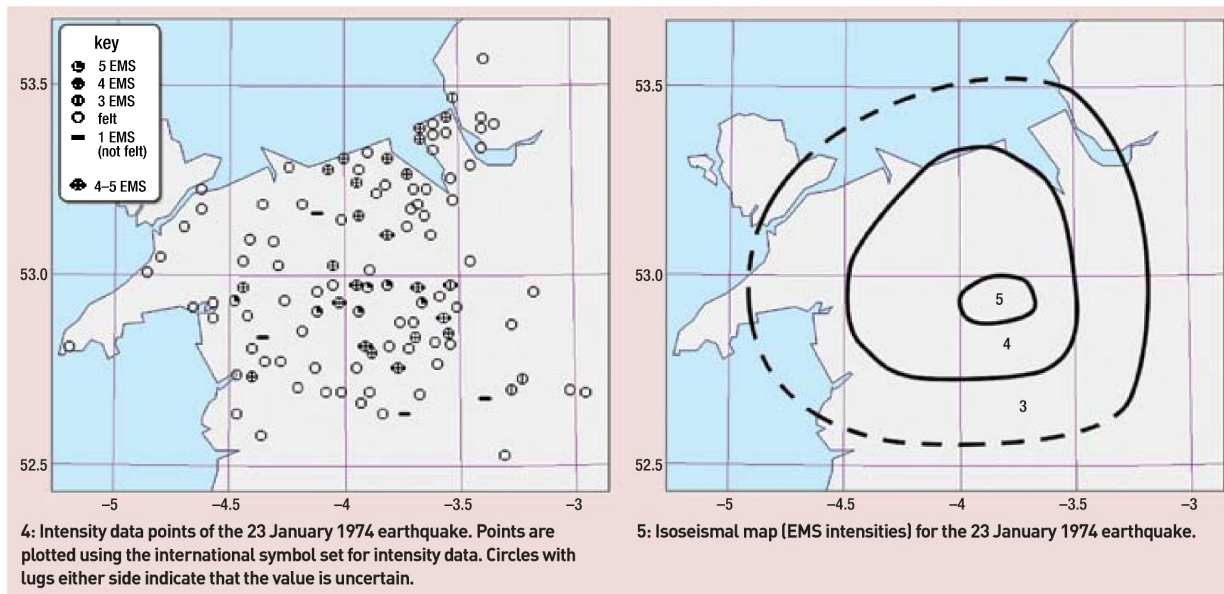 key
5 EMS
4 EMS
3 EMS
felt
1 EMS
(not felt)
4–5 EMS
53.5
53.0
52.5
–5
–4.5
–4
–3.5
–3
4: Intensity data points of the 23 January 1974 earthquake. Points are
plotted using the international symbol set for intensity data. Circles with
lugs either side indicate that the value is uncertain.
53.5
53.0
52.5
5
4
3
–5
–4.5
–4
–3.5
–3
5: Isoseismal map (EMS intensities) for the 23 January 1974 earthquake.